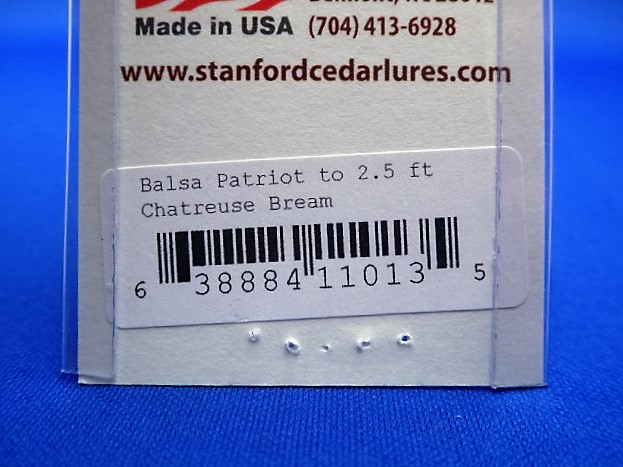 Made in USA (704) 413-6928
www.stanfordcedarlures.com
Balsa Patriot to 2.5 ft
Chatreuse Bream
6 38884 11013 5